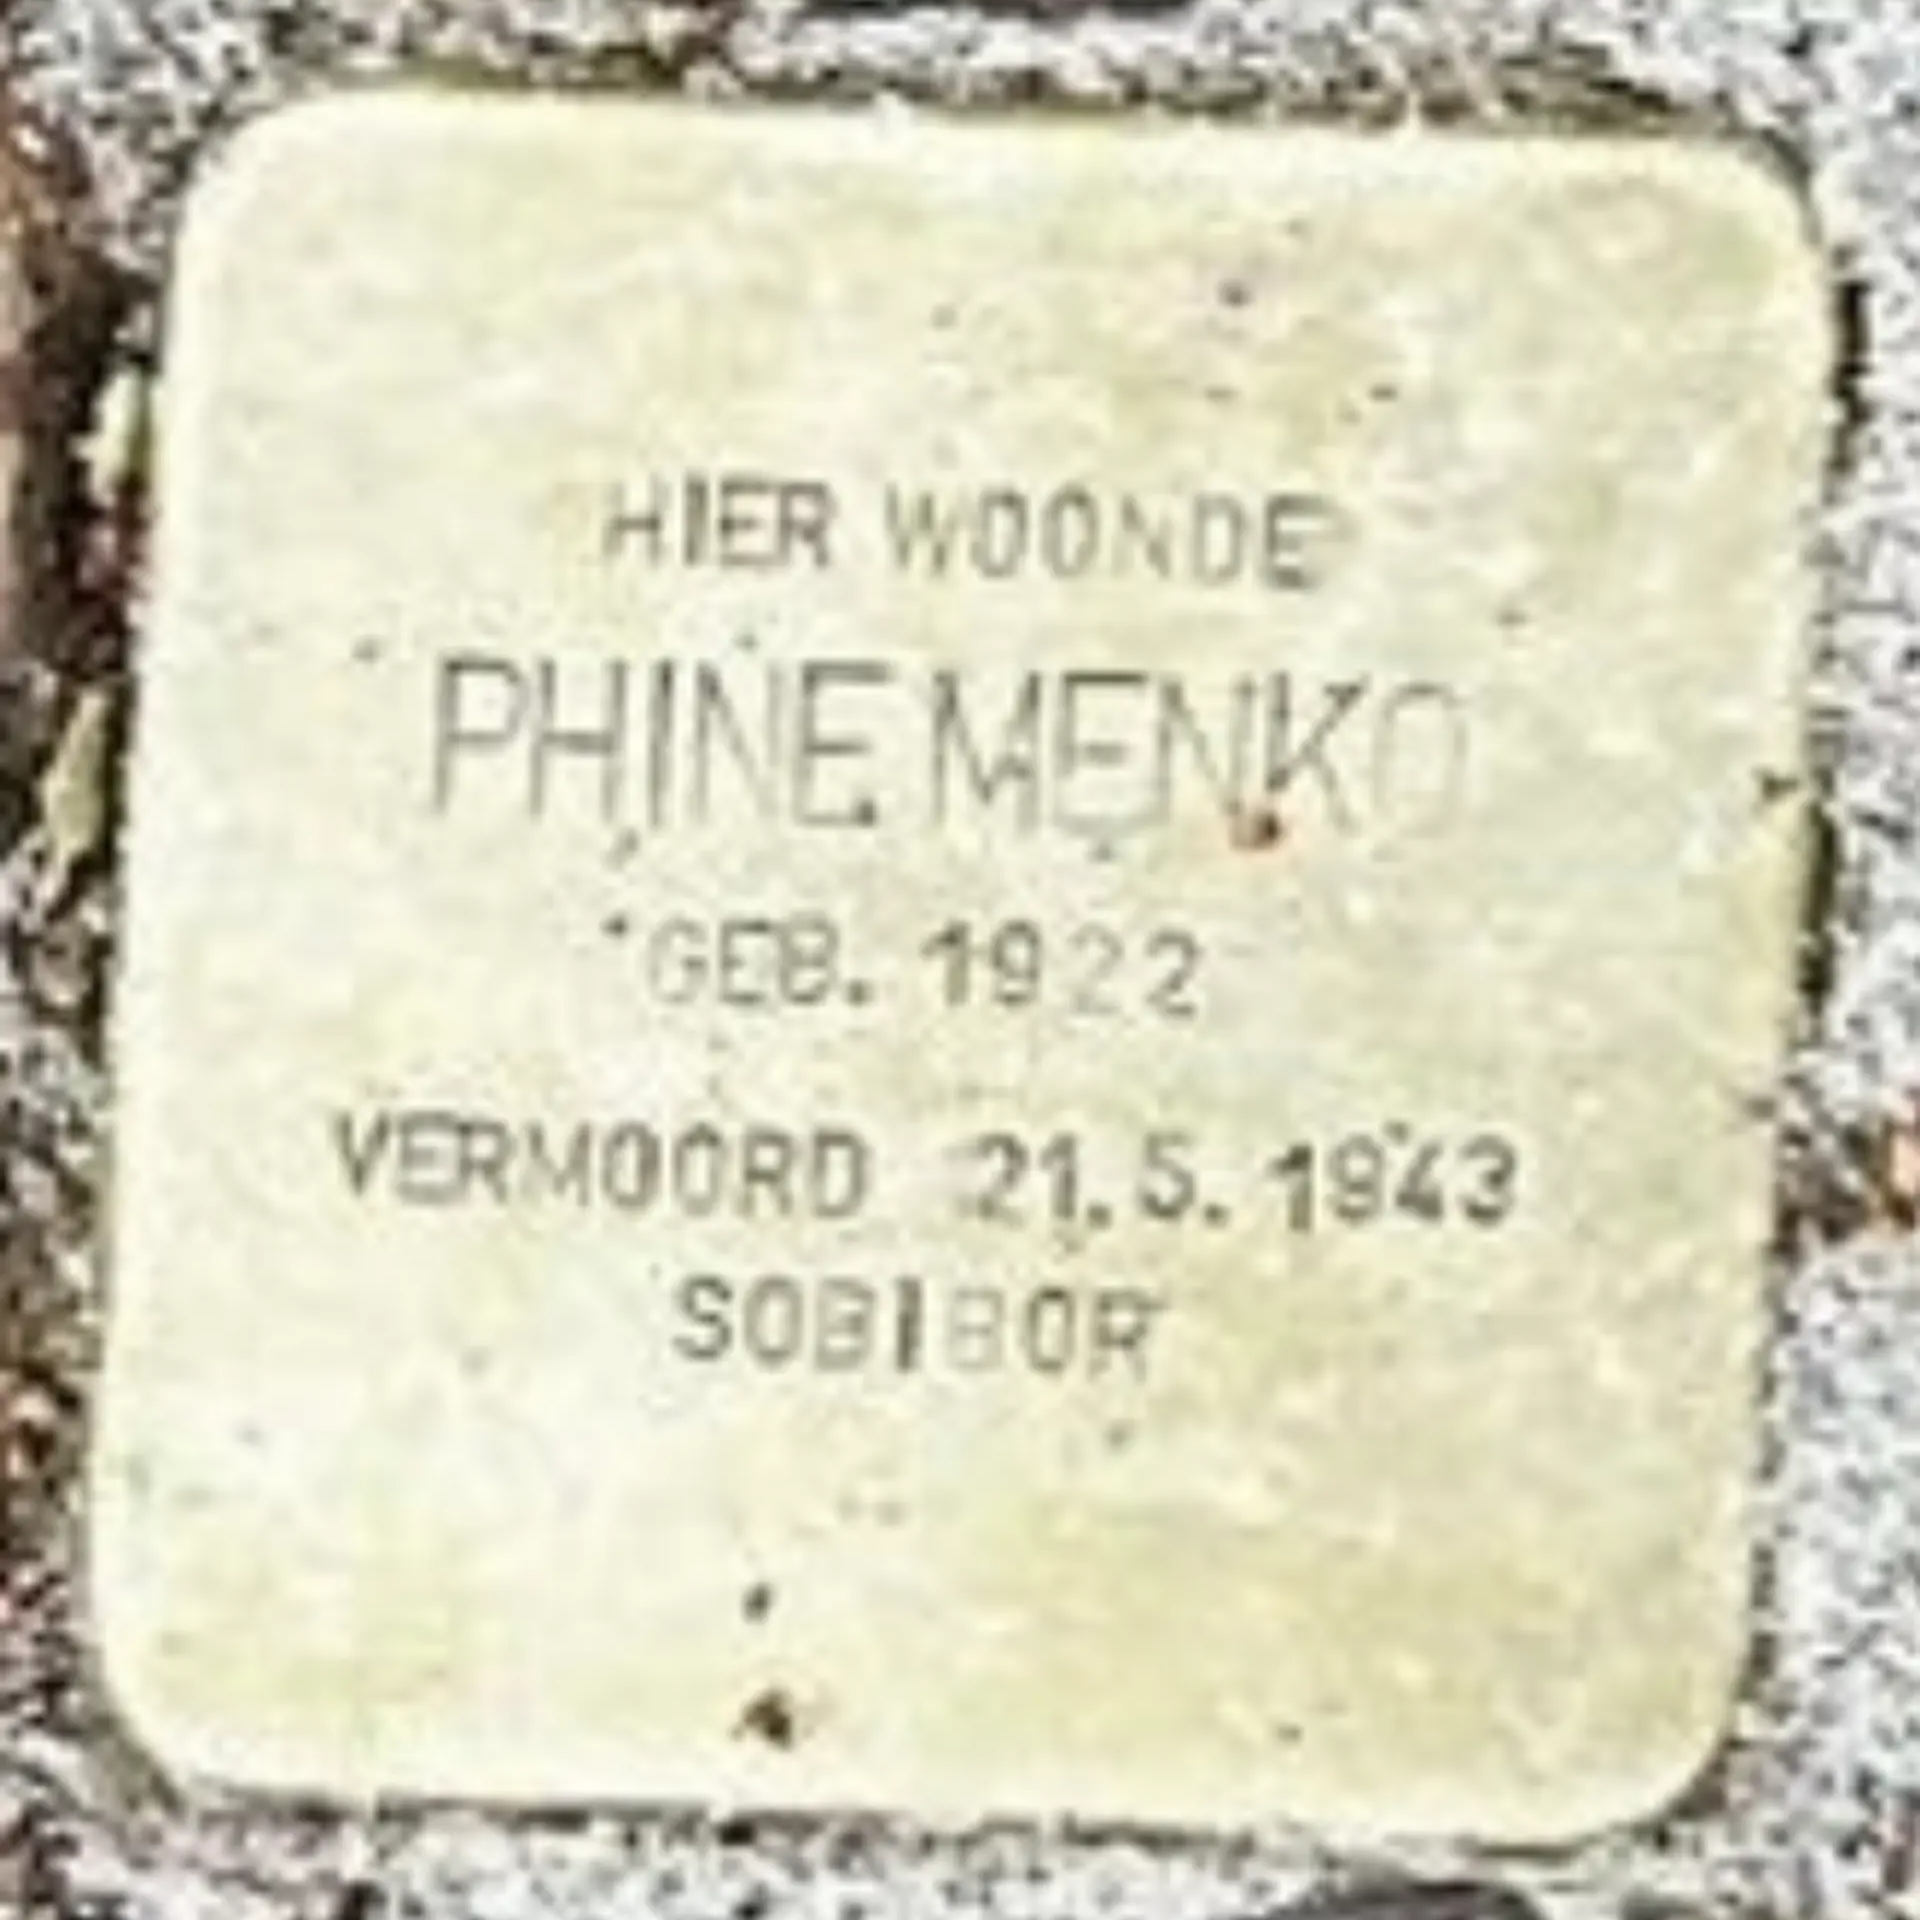 HIER WOONDE
PHINE MENKO
GEB. 1922
VERMOORD 21.5.1943
SOBIBOR